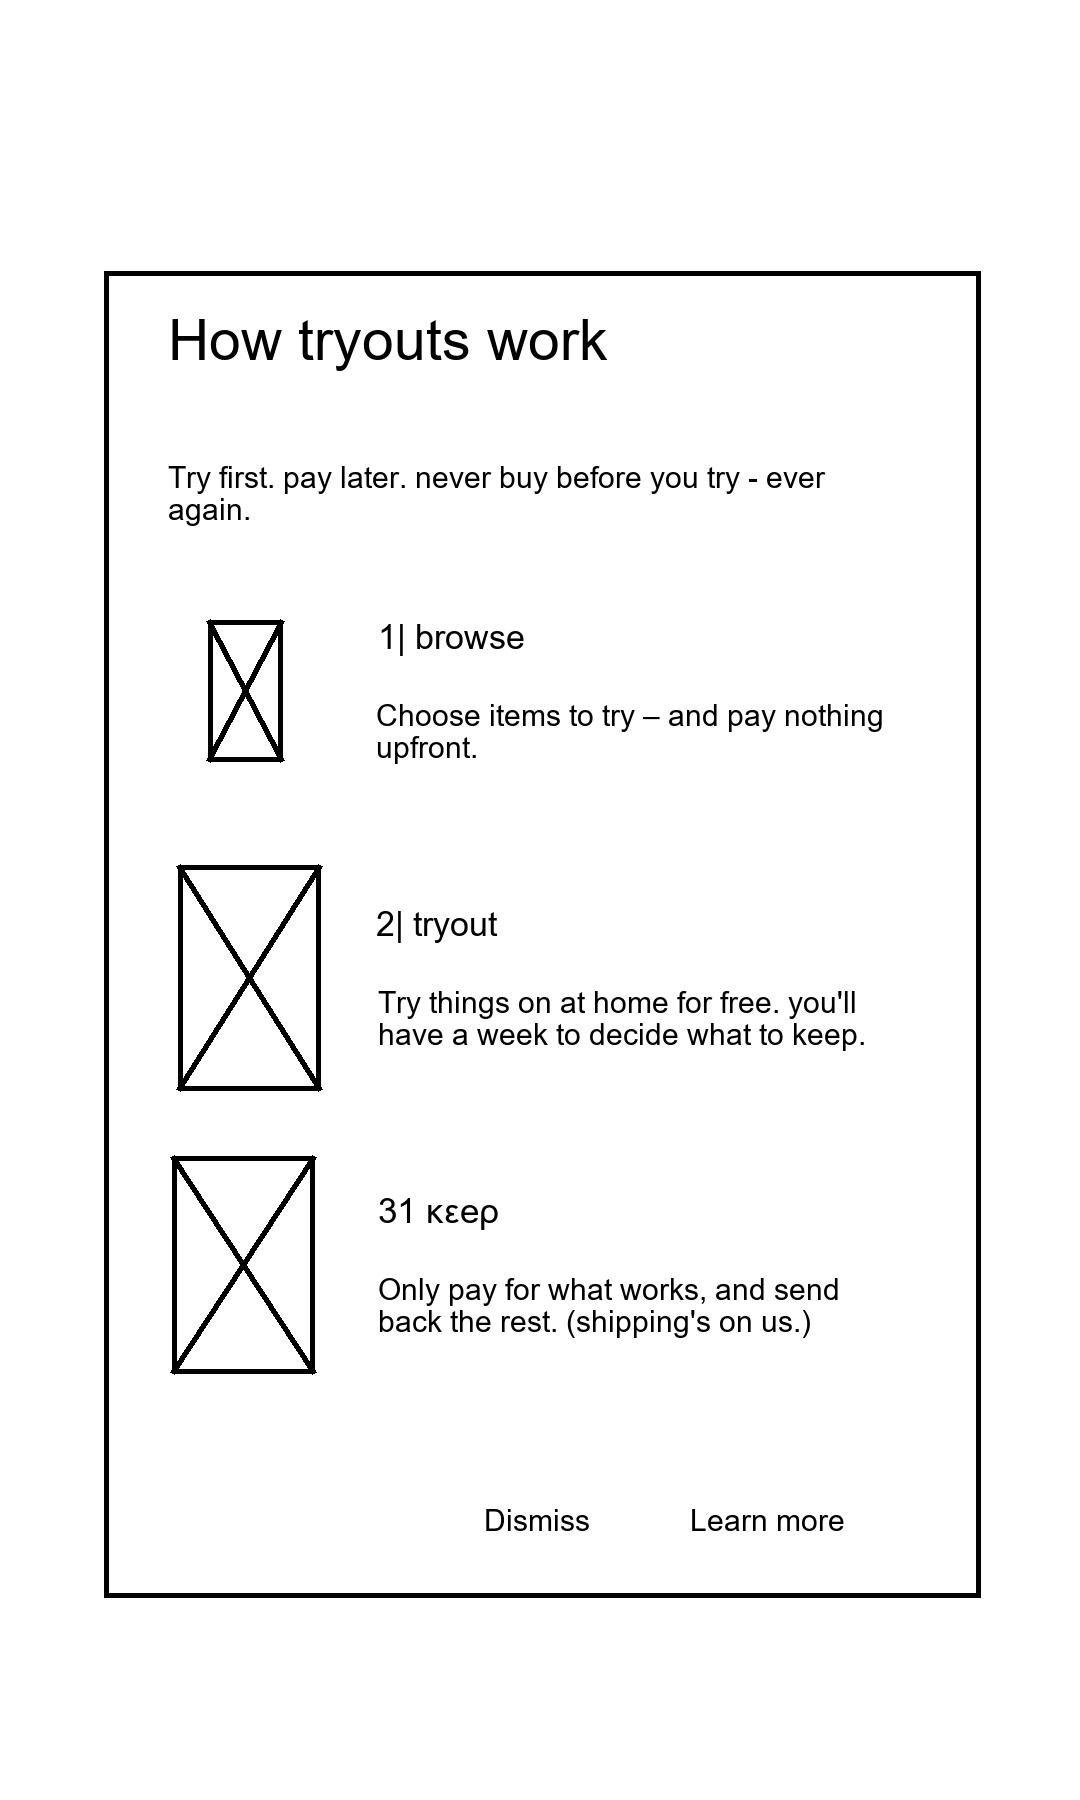 How tryouts work
Try first. pay later. never buy before you try - ever
again.
1| browse
Choose items to try – and pay nothing
upfront.
2| tryout
Try things on at home for free. you'll
have a week to decide what to keep.
31 κεeρ
Only pay for what works, and send
back the rest. (shipping's on us.)
Dismiss
Learn more